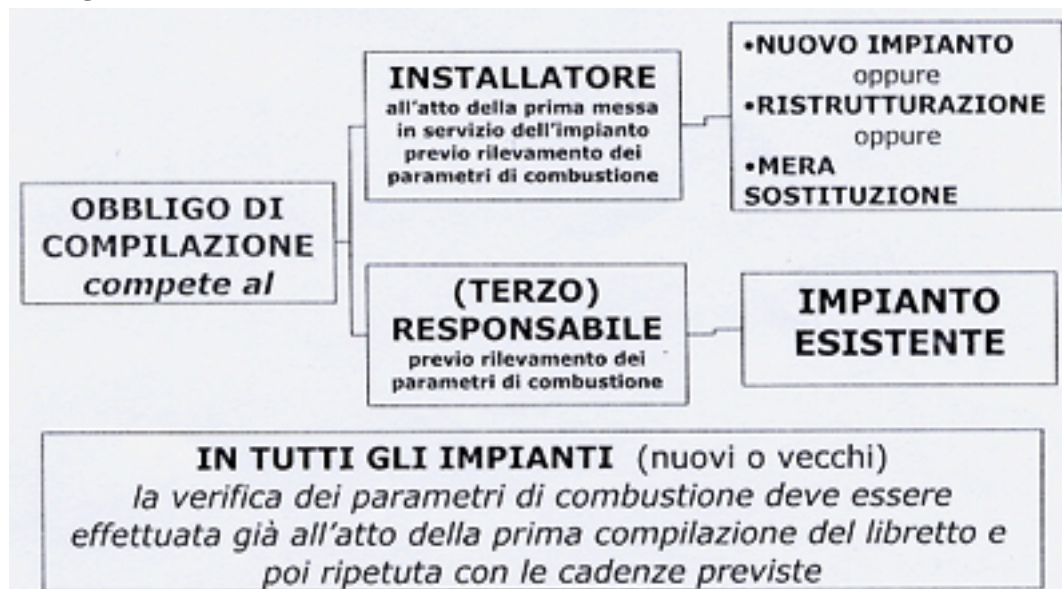 OBBLIGO DI
COMPILAZIONE
compete al
INSTALLATORE
all'atto della prima messa
in servizio dell'impianto
previo rilevamento dei
parametri di combustione
•NUOVO IMPIANTO
oppure
•RISTRUTTURAZIONE
oppure
•MERA
SOSTITUZIONE
(TERZO)
RESPONSABILE
previo rilevamento dei
parametri di combustione
IMPIANTO
ESISTENTE
IN TUTTI GLI IMPIANTI (nuovi o vecchi)
la verifica dei parametri di combustione deve essere
effettuata già all'atto della prima compilazione del libretto e
poi ripetuta con le cadenze previste